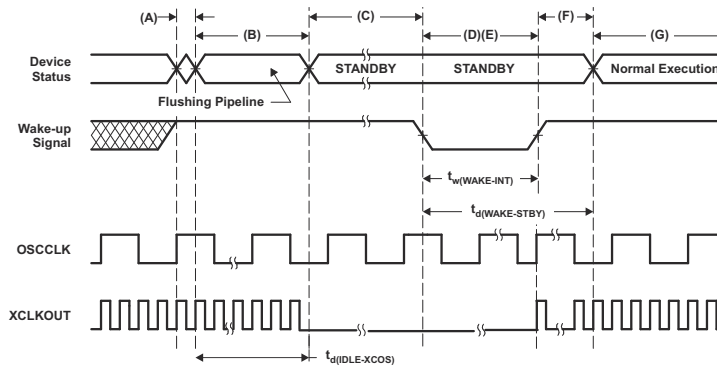 (A)
(B)
(C)
(D)(E)
(F)
(G)
Device
Status
STANDBY
STANDBY
Normal Execution
Flushing Pipeline
Wake-up
Signal
tw(WAKE-INT)
td(WAKE-STBY)
OSCCLK
XCLKOUT
td(IDLE-XCOS)